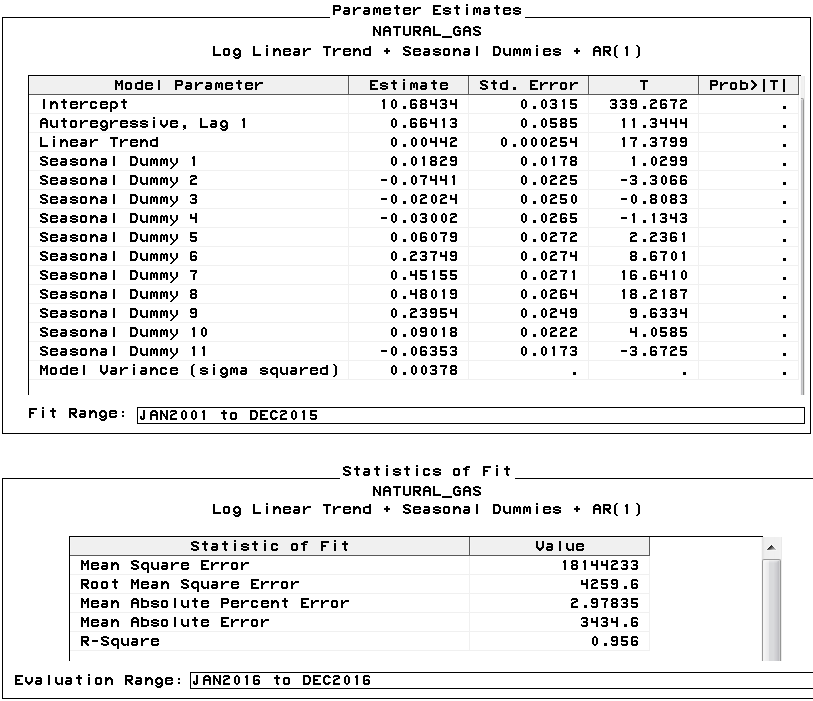 Parameter Estimates
NATURAL_GAS
Log Linear Trend + Seasonal Dummies + AR(1)
Model Parameter Estimate Std. Error T Prob>|T|
Intercept 10.68434 0.0315 339.2672 .
Autoregressive, Lag 1 0.66413 0.0585 11.3444 .
Linear Trend 0.00442 0.000254 17.3799 .
Seasonal Dummy 1 0.01829 0.0178 1.0299 .
Seasonal Dummy 2 -0.07441 0.0225 -3.3066 .
Seasonal Dummy 3 -0.02024 0.0250 -0.8083 .
Seasonal Dummy 4 -0.03002 0.0265 -1.1343 .
Seasonal Dummy 5 0.06079 0.0272 2.2361 .
Seasonal Dummy 6 0.23749 0.0274 8.6701 .
Seasonal Dummy 7 0.45155 0.0271 16.6410 .
Seasonal Dummy 8 0.48019 0.0264 18.2187 .
Seasonal Dummy 9 0.23954 0.0249 9.6334 .
Seasonal Dummy 10 0.09018 0.0222 4.0585 .
Seasonal Dummy 11 -0.06353 0.0173 -3.6725 .
Model Variance (sigma squared) 0.00378 . . .
Fit Range: JAN2001 to DEC2015
Statistics of Fit
NATURAL_GAS
Log Linear Trend + Seasonal Dummies + AR(1)
Statistic of Fit Value
Mean Square Error 18144233
Root Mean Square Error 4259.6
Mean Absolute Percent Error 2.97835
Mean Absolute Error 3434.6
R-Square 0.956
Evaluation Range: JAN2016 to DEC2016